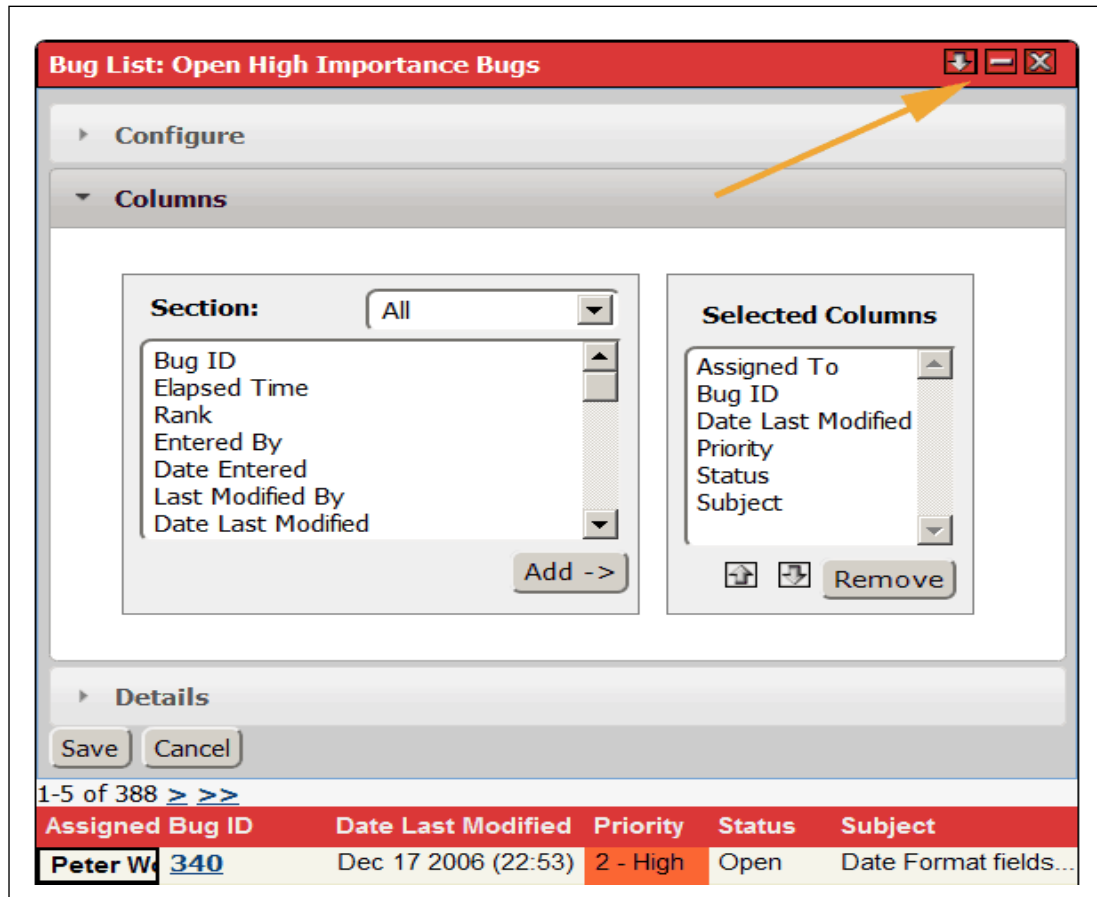 Bug List: Open High Importance Bugs
Configure
Columns
Section:
All
Bug ID
Elapsed Time
Rank
Entered By
Date Entered
Last Modified By
Date Last Modified
Add ->
Selected Columns
Assigned To
Bug ID
Date Last Modified
Priority
Status
Subject
Remove
Details
Save Cancel
1-5 of 388 > >>
Assigned Bug ID Date Last Modified Priority Status Subject
Peter 340 Dec 17 2006 (22:53) 2 - High Open Date Format fields...